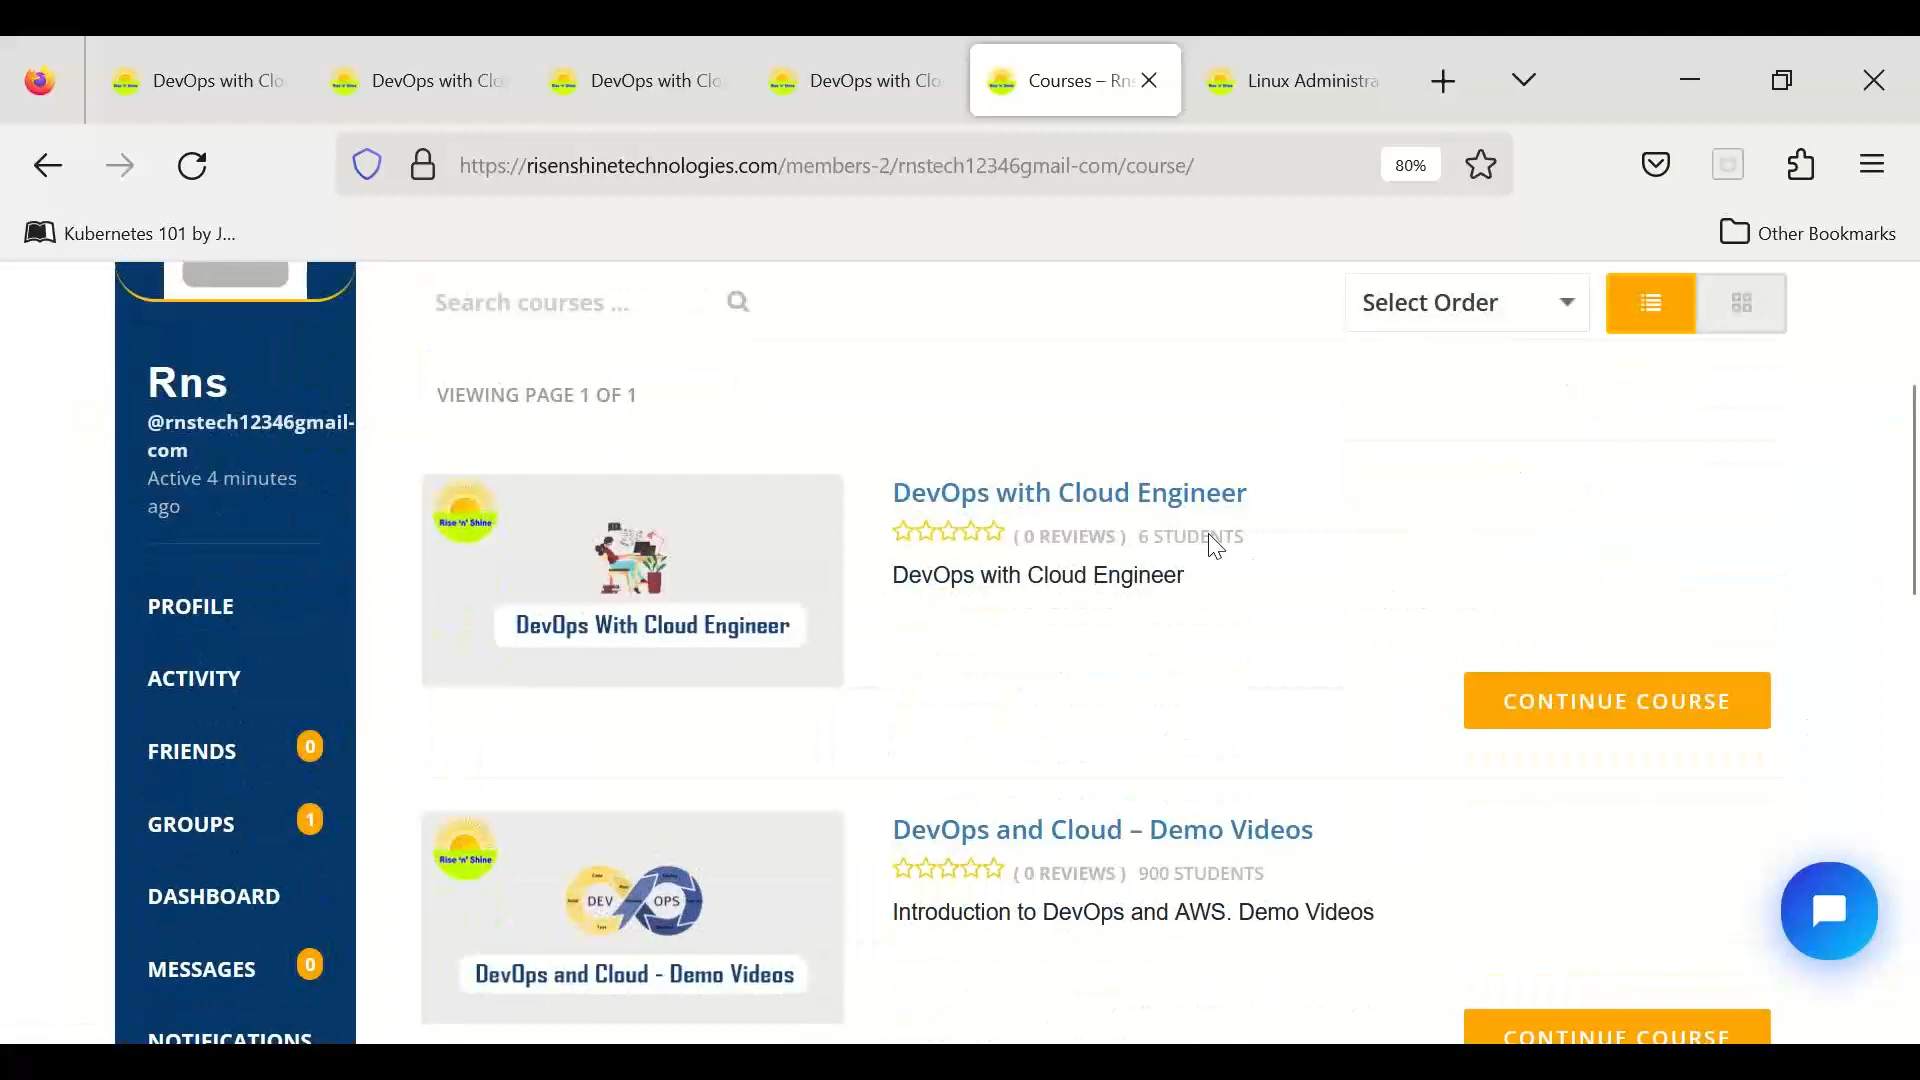 DevOps with Clo
DevOps with Clo
DevOps with Clo
DevOps with Clo
Courses – Rns
Linux Administra
https://risenshinetechnologies.com/members-2/rnstech12346gmail-com/course/
80%
Kubernetes 101 by J...
Other Bookmarks
Search courses ...
Select Order
Rns
@rnstech12346gmail-
com
Active 4 minutes
ago
VIEWING PAGE 1 OF 1
Rise 'n' Shine
DevOps With Cloud Engineer
DevOps with Cloud Engineer
( 0 REVIEWS ) 6 STUDENTS
DevOps with Cloud Engineer
CONTINUE COURSE
PROFILE
ACTIVITY
FRIENDS 0
GROUPS 1
DASHBOARD
MESSAGES 0
NOTIFICATIONS
Rise 'n' Shine
DEV OPS
DevOps and Cloud - Demo Videos
DevOps and Cloud – Demo Videos
( 0 REVIEWS ) 900 STUDENTS
Introduction to DevOps and AWS. Demo Videos
CONTINUE COURSE